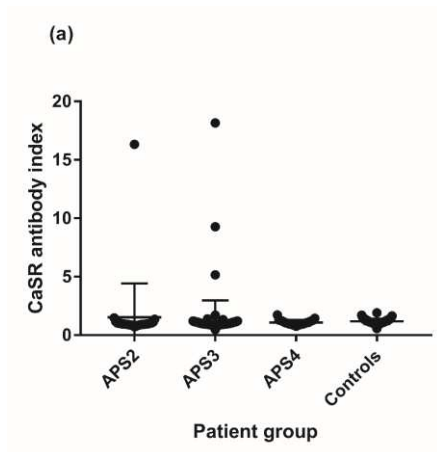 (a)
CaSR antibody index
20
15
10
5
0
APS2
APS3
APS4
Controls
Patient group